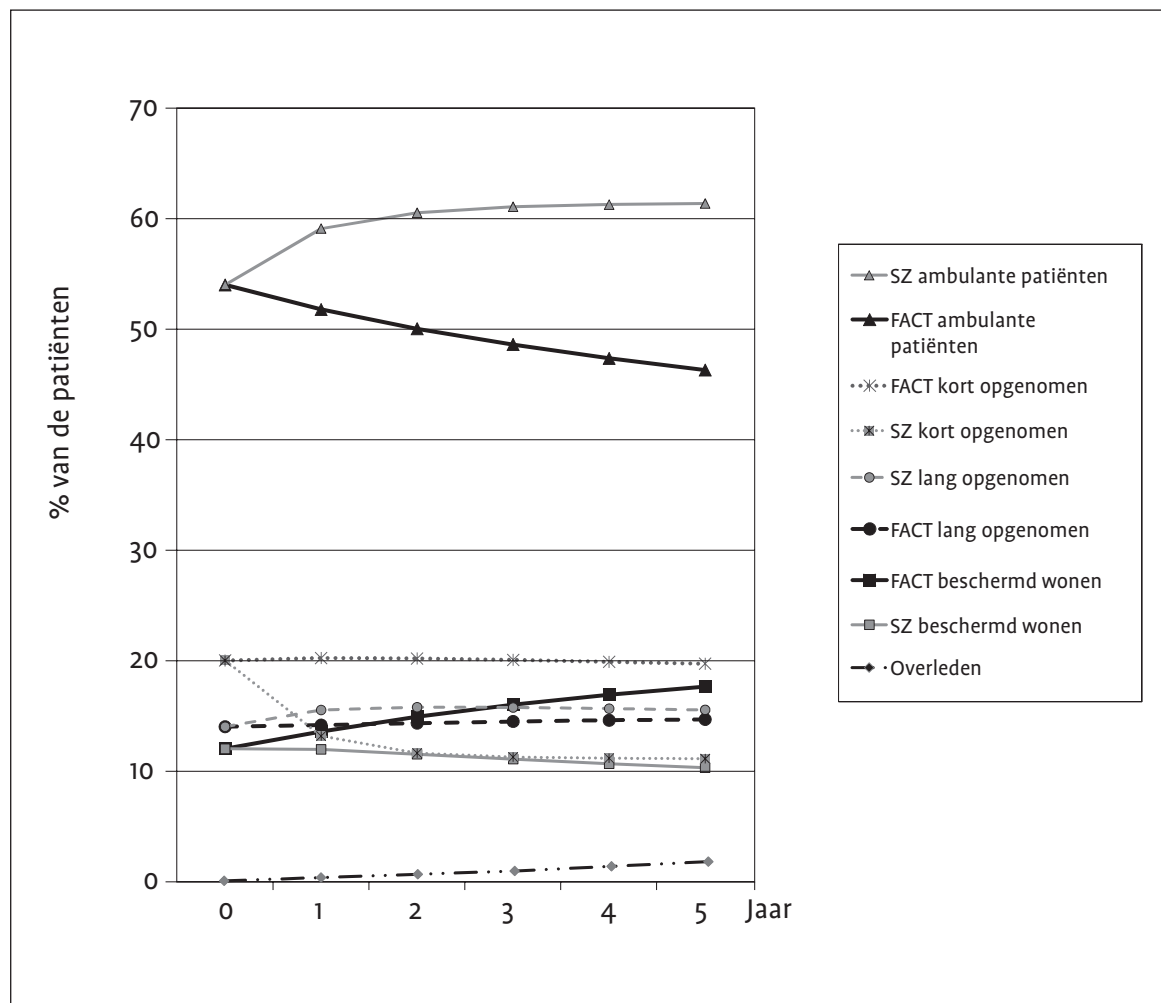 70
60
50
40
30
20
10
0
% van de patiënten
0 1 2 3 4 5 Jaar
SZ ambulante patiënten
FACT ambulante
patiënten
FACT kort opgenomen
SZ kort opgenomen
SZ lang opgenomen
FACT lang opgenomen
FACT beschermd wonen
SZ beschermd wonen
Overleden